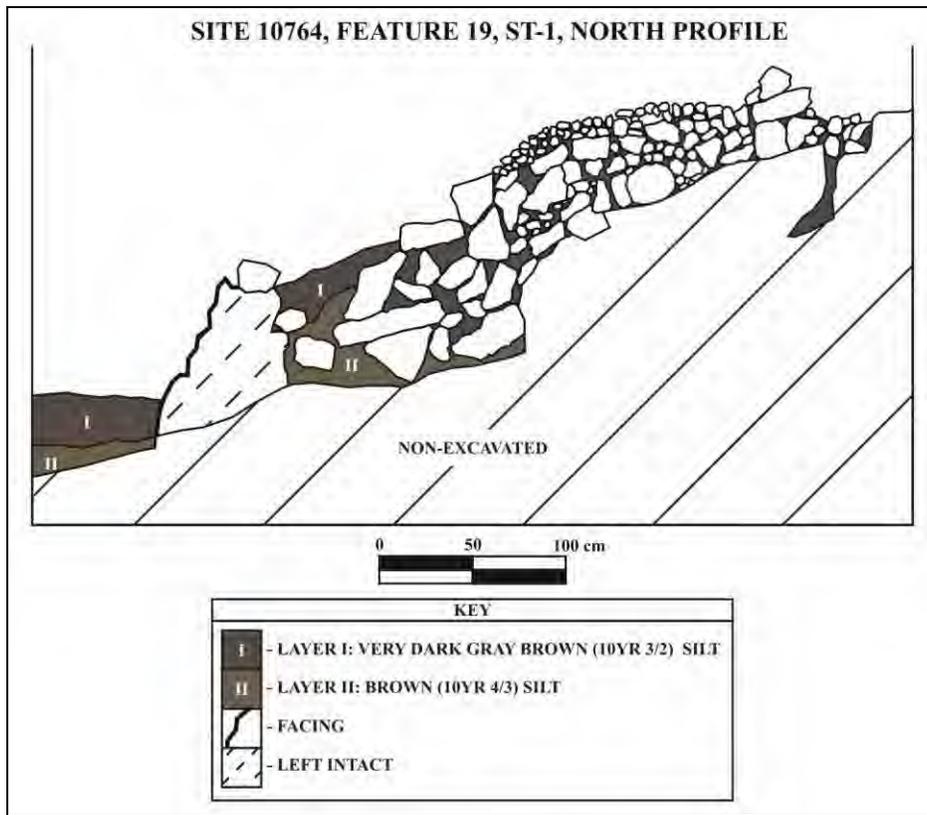 SITE 10764, FEATURE 19, ST-1, NORTH PROFILE
I
II
I
II
NON-EXCAVATED
0 50 100 cm
KEY
I - LAYER I: VERY DARK GRAY BROWN (10YR 3/2) SILT
II - LAYER II: BROWN (10YR 4/3) SILT
- FACING
- LEFT INTACT